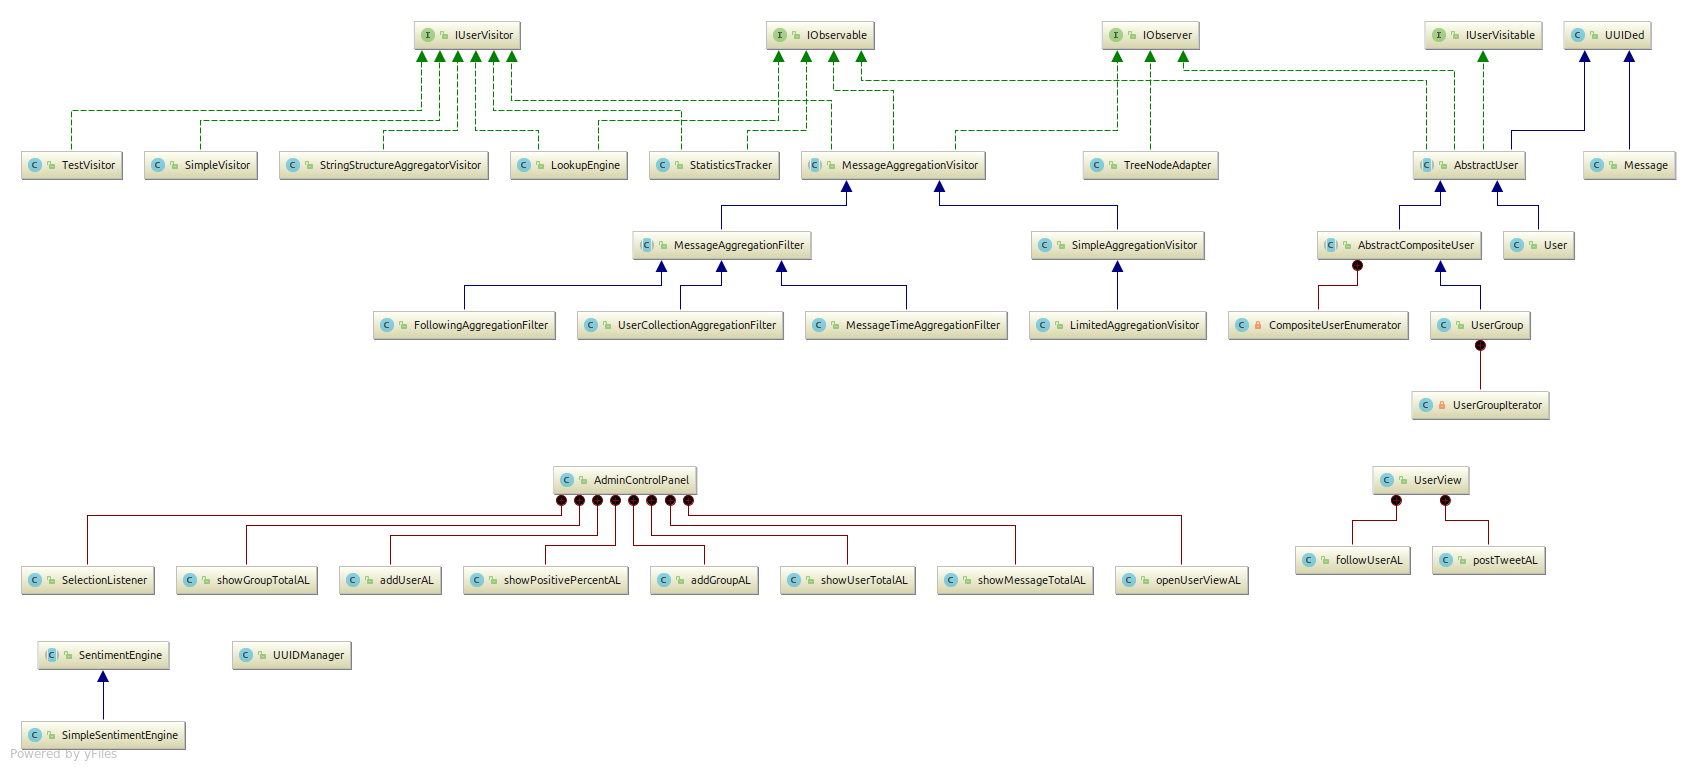 IUserVisitor
IObservable
IObserver
IUserVisitable
UUIDed
TestVisitor
SimpleVisitor
StringStructureAggregatorVisitor
LookupEngine
StatisticsTracker
MessageAggregationVisitor
TreeNodeAdapter
AbstractUser
Message
MessageAggregationFilter
SimpleAggregationVisitor
AbstractCompositeUser
User
FollowingAggregationFilter
UserCollectionAggregationFilter
MessageTimeAggregationFilter
LimitedAggregationVisitor
CompositeUserEnumerator
UserGroup
UserGroupIterator
AdminControlPanel
UserView
followUserAL
postTweetAL
SelectionListener
showGroupTotalAL
addUserAL
showPositivePercentAL
addGroupAL
showUserTotalAL
showMessageTotalAL
openUserViewAL
SentimentEngine
UUIDManager
SimpleSentimentEngine
Powered by yFiles